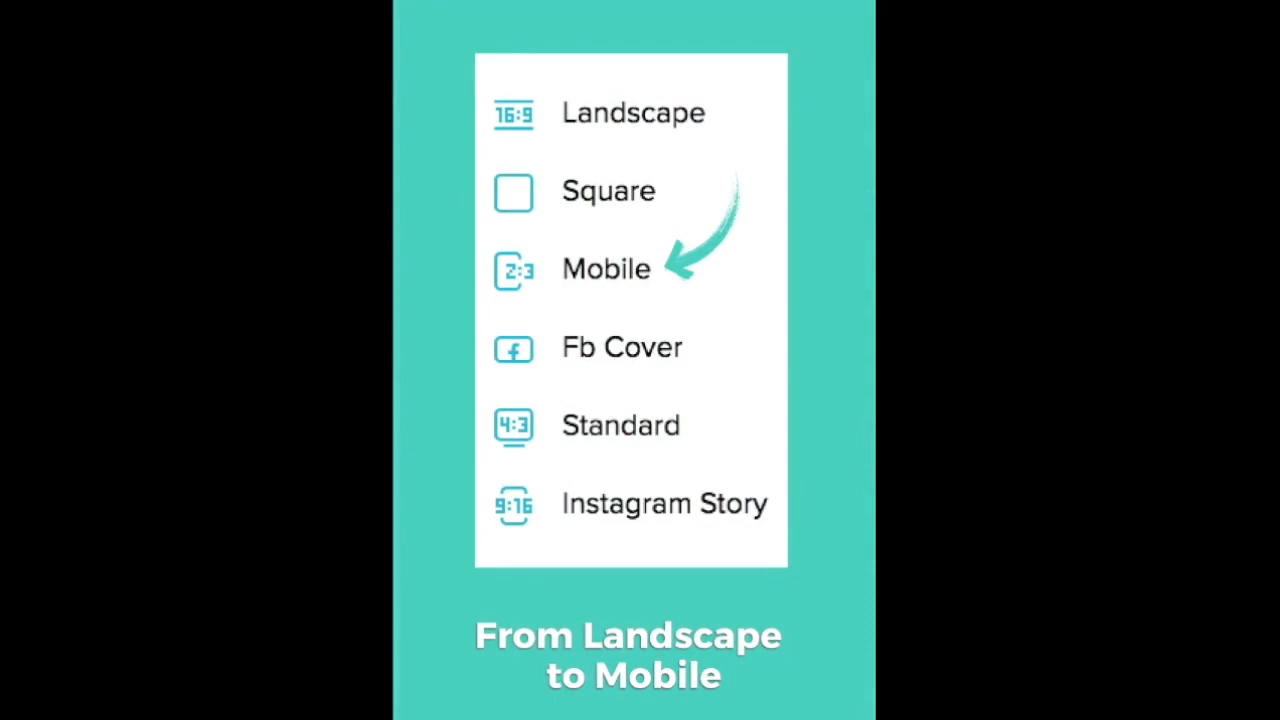 16:9 Landscape
Square
2:3 Mobile
f Fb Cover
4:3 Standard
9:16 Instagram Story
From Landscape
to Mobile